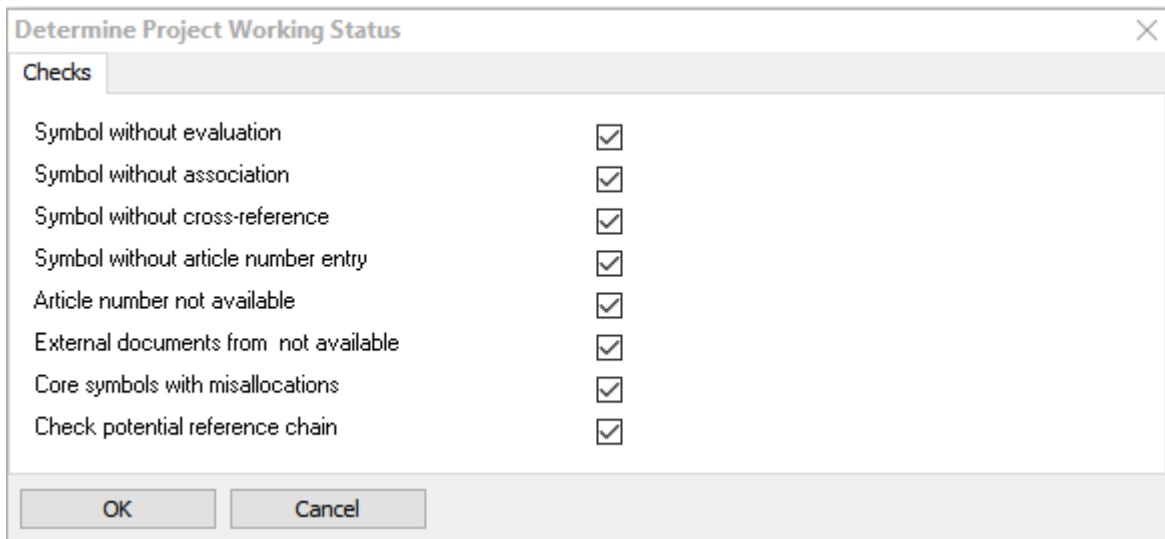 Determine Project Working Status
Checks
Symbol without evaluation
Symbol without association
Symbol without cross-reference
Symbol without article number entry
Article number not available
External documents from  not available
Core symbols with misallocations
Check potential reference chain
OK Cancel